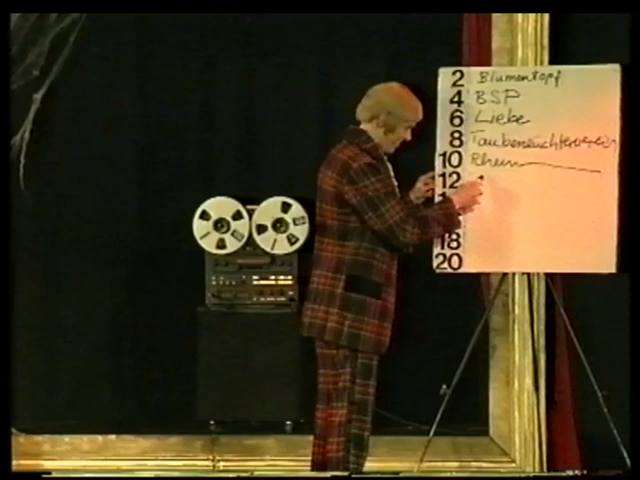 2 Blumentopf
4 BSP
6 Liebe
8 Taubenzüchterverein
10 Rhein
12
18
20